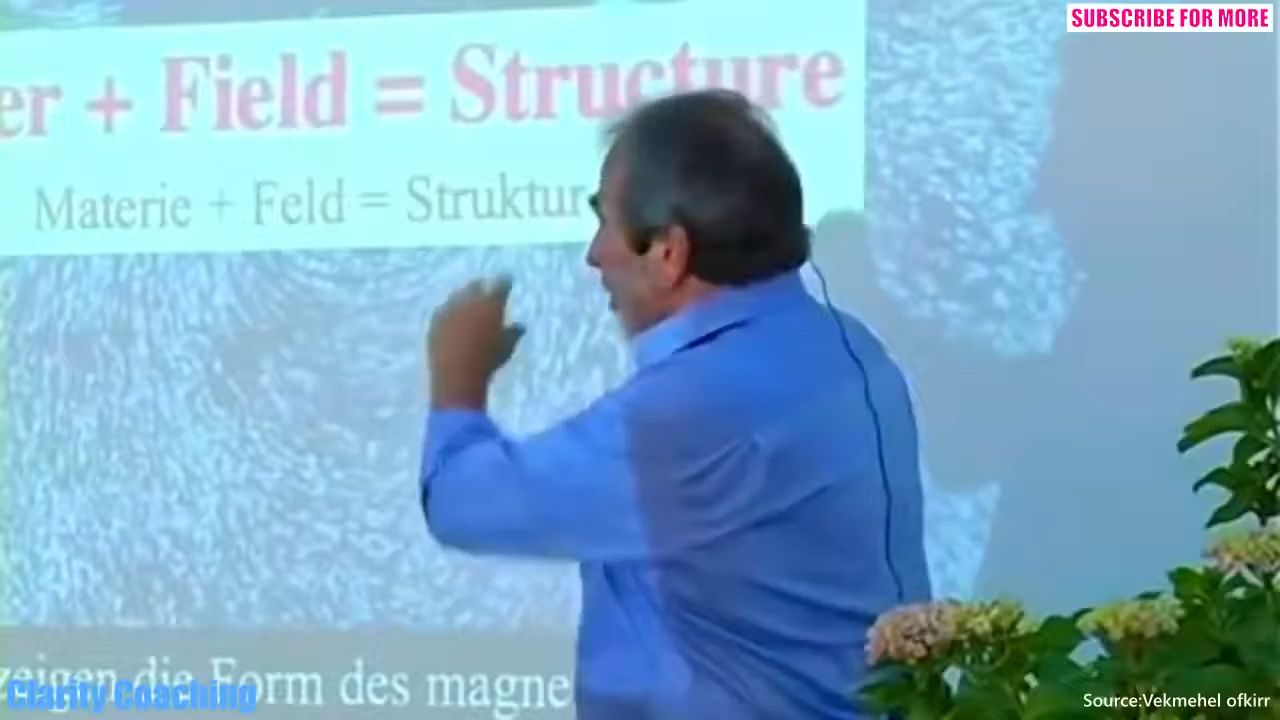 SUBSCRIBE FOR MORE
er + Field = Structure
Materie + Feld = Struktur
zeigen die Form des magne
Clarity Coaching
Source:Vekmehel ofkirr